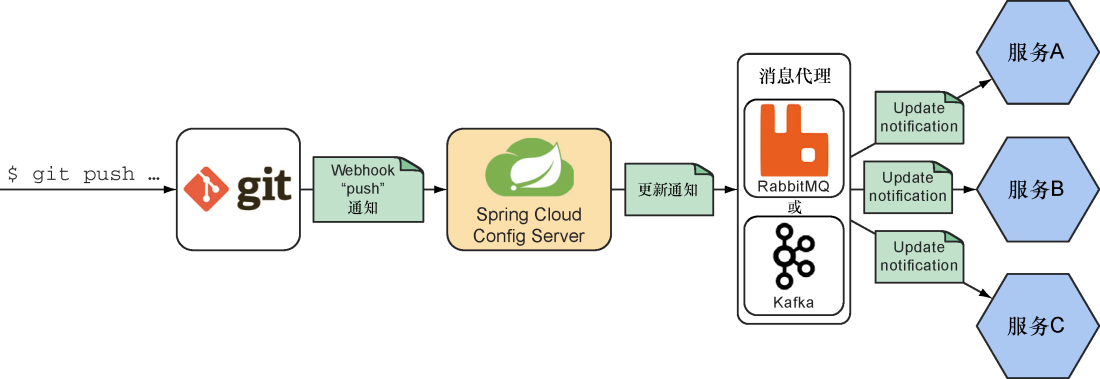 $ git push …
git
Webhook
“push”
通知
Spring Cloud
Config Server
更新通知
消息代理
RabbitMQ
或
Kafka
Update
notification
Update
notification
Update
notification
服务A
服务B
服务C